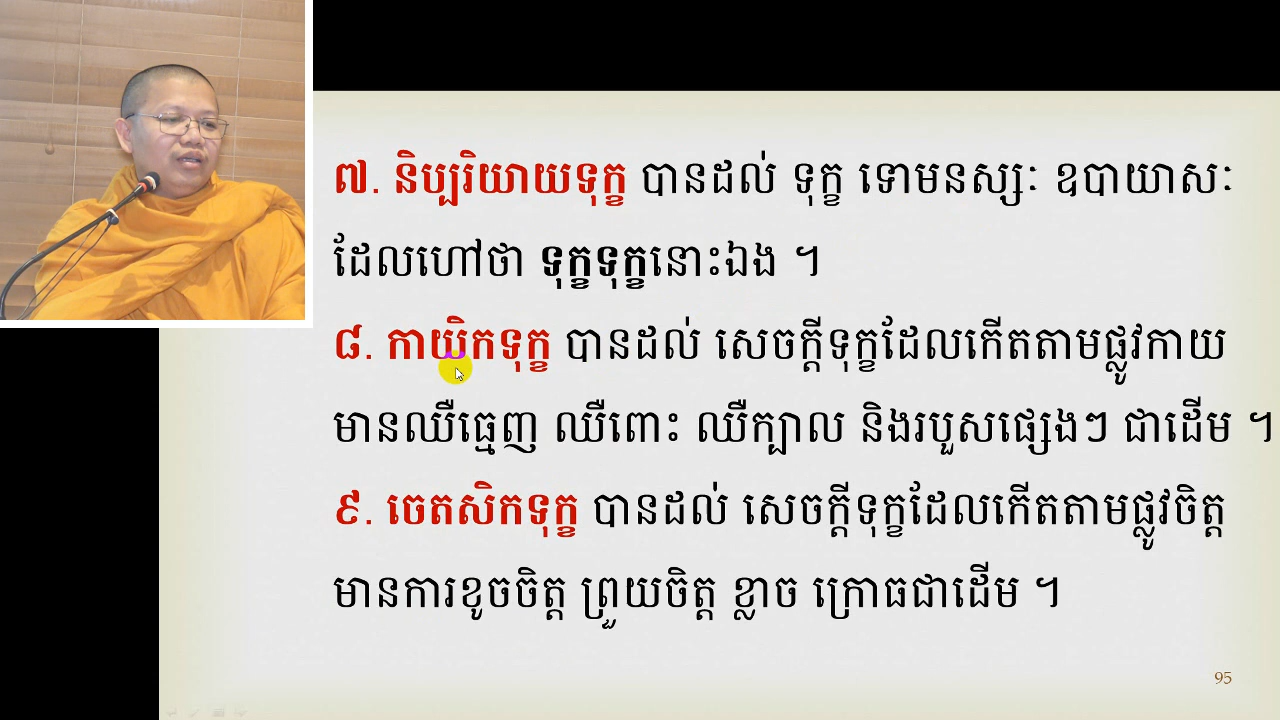 ៧. និប្បរិយាយទុក្ខ បានដល់ ទុក្ខ ទោមនស្សៈ ឧបាយាសៈ
ដែលហៅថា ទុក្ខទុក្ខនោះឯង ។
៨. កាយិកទុក្ខ បានដល់ សេចក្តីទុក្ខដែលកើតតាមផ្លូវកាយ
មានឈឺធ្មេញ ឈឺពោះ ឈឺក្បាល និងរបួសផ្សេងៗ ជាដើម ។
៩. ចេតសិកទុក្ខ បានដល់ សេចក្តីទុក្ខដែលកើតតាមផ្លូវចិត្ត
មានការខូចចិត្ត ព្រួយចិត្ត ខ្លាច ក្រោធជាដើម ។
95